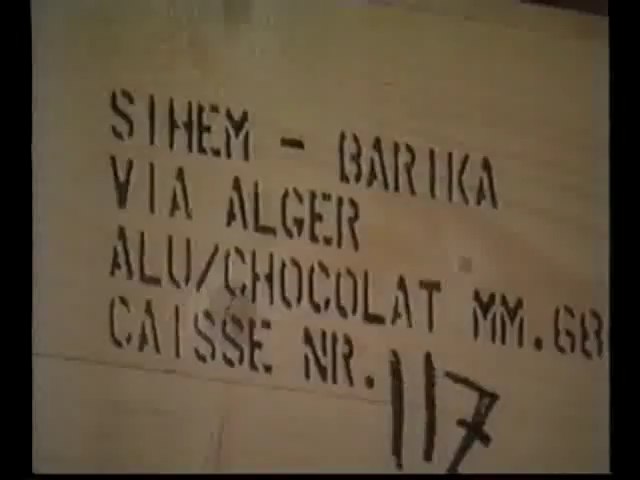 SIHEM - BARIKA
VIA ALGER
ALU/CHOCOLAT MM.68
CAISSE NR. 117